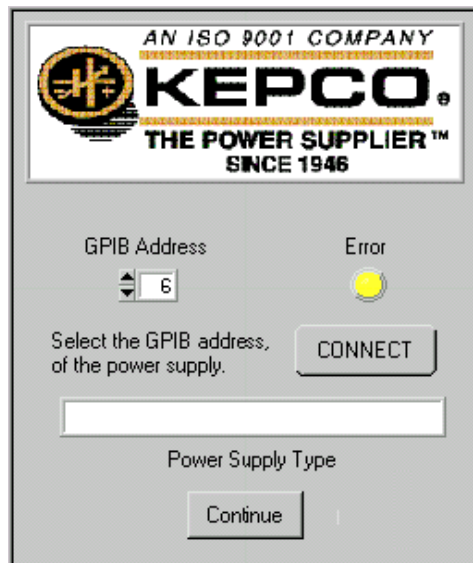 AN ISO 9001 COMPANY
KEPCO®
THE POWER SUPPLIER™
SINCE 1946
GPIB Address
Error
6
Select the GPIB address,
of the power supply.
CONNECT
Power Supply Type
Continue